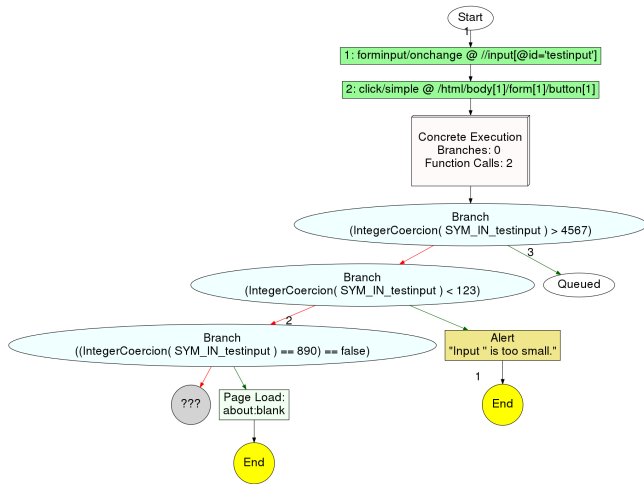 Start
1
1: forminput/onchange @ //input[@id='testinput']
2: click/simple @ /html/body[1]/form[1]/button[1]
Concrete Execution
Branches: 0
Function Calls: 2
Branch
(IntegerCoercion( SYM_IN_testinput ) > 4567)
3
Branch
(IntegerCoercion( SYM_IN_testinput ) < 123)
Queued
2
Branch
((IntegerCoercion( SYM_IN_testinput ) == 890) == false)
Alert
"Input '' is too small."
1
???
Page Load:
about:blank
End
End